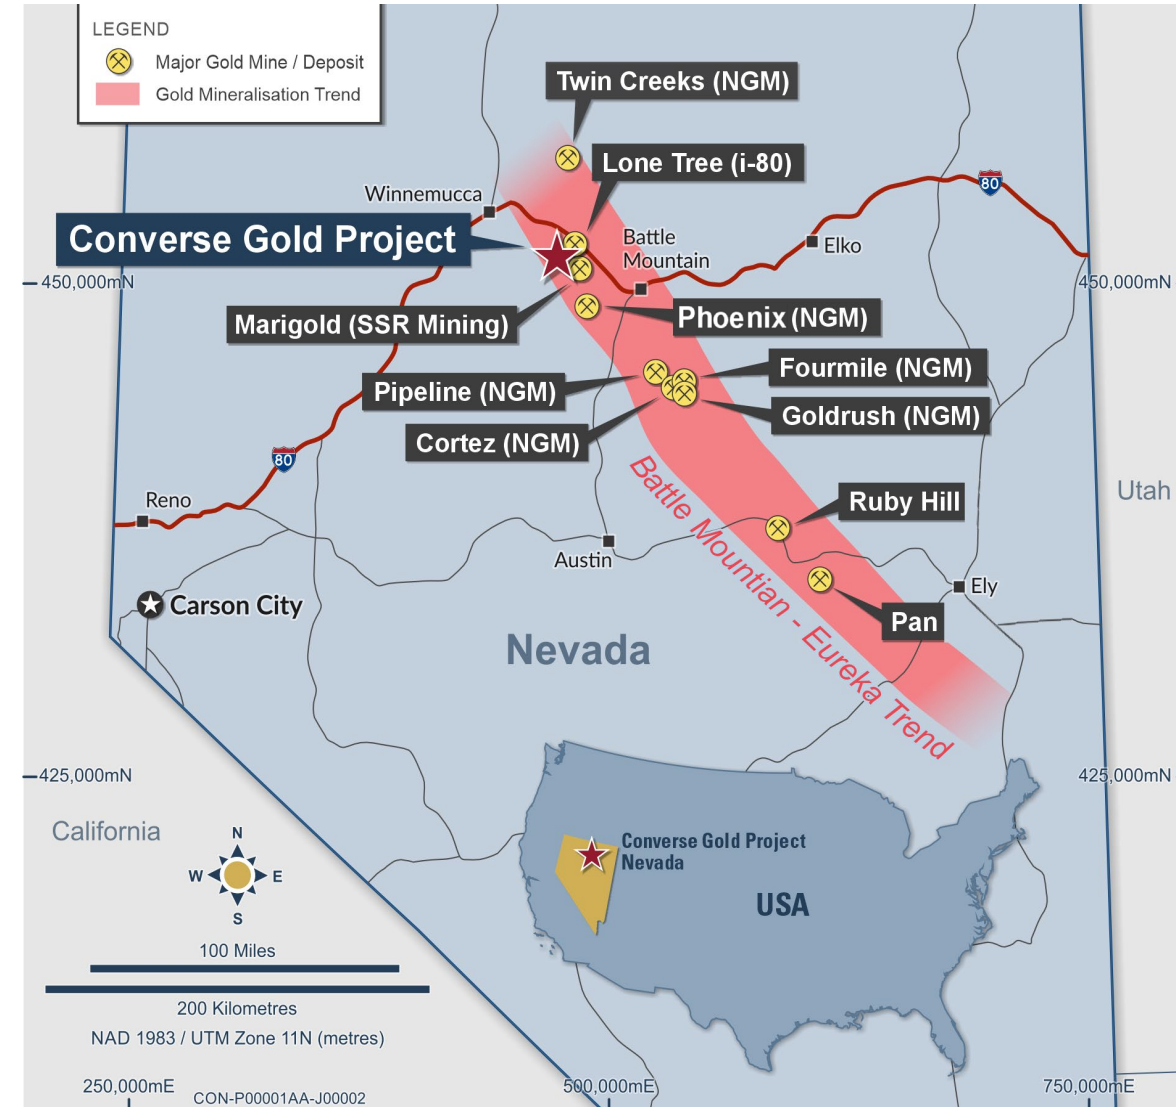 LEGEND
Major Gold Mine / Deposit
Gold Mineralisation Trend
Twin Creeks (NGM)
Lone Tree (i-80)
Winnemucca
80
Converse Gold Project
Battle
Mountain
Elko
450,000mN
450,000mN
Marigold (SSR Mining)
Phoenix (NGM)
Pipeline (NGM)
Fourmile (NGM)
Goldrush (NGM)
Cortez (NGM)
80
Reno
Utah
Ruby Hill
Austin
Ely
Carson City
Pan
Nevada
Battle Mountian - Eureka Trend
425,000mN
425,000mN
California
N
W E
S
Converse Gold Project
Nevada
USA
100 Miles
200 Kilometres
NAD 1983 / UTM Zone 11N (metres)
250,000mE
500,000mE
750,000mE
CON-P00001AA-J00002